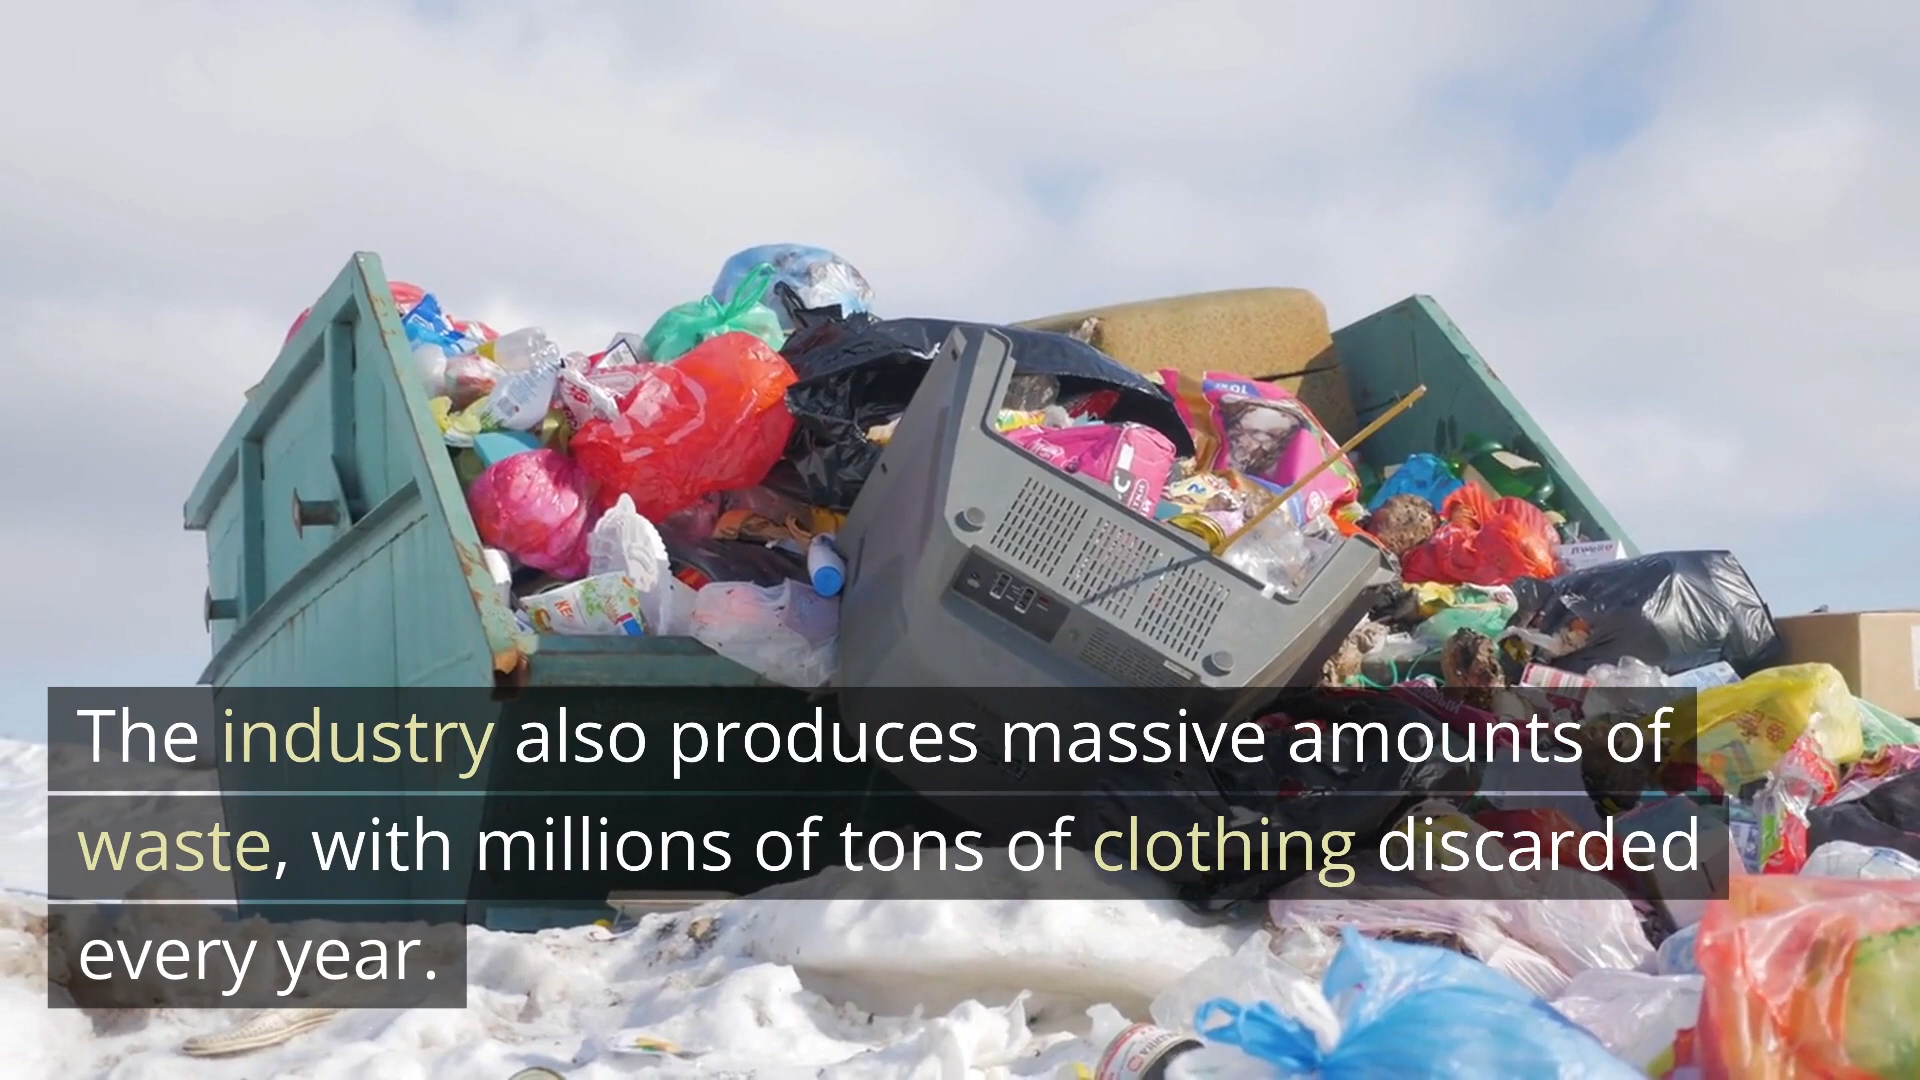 The industry also produces massive amounts of
waste, with millions of tons of clothing discarded
every year.